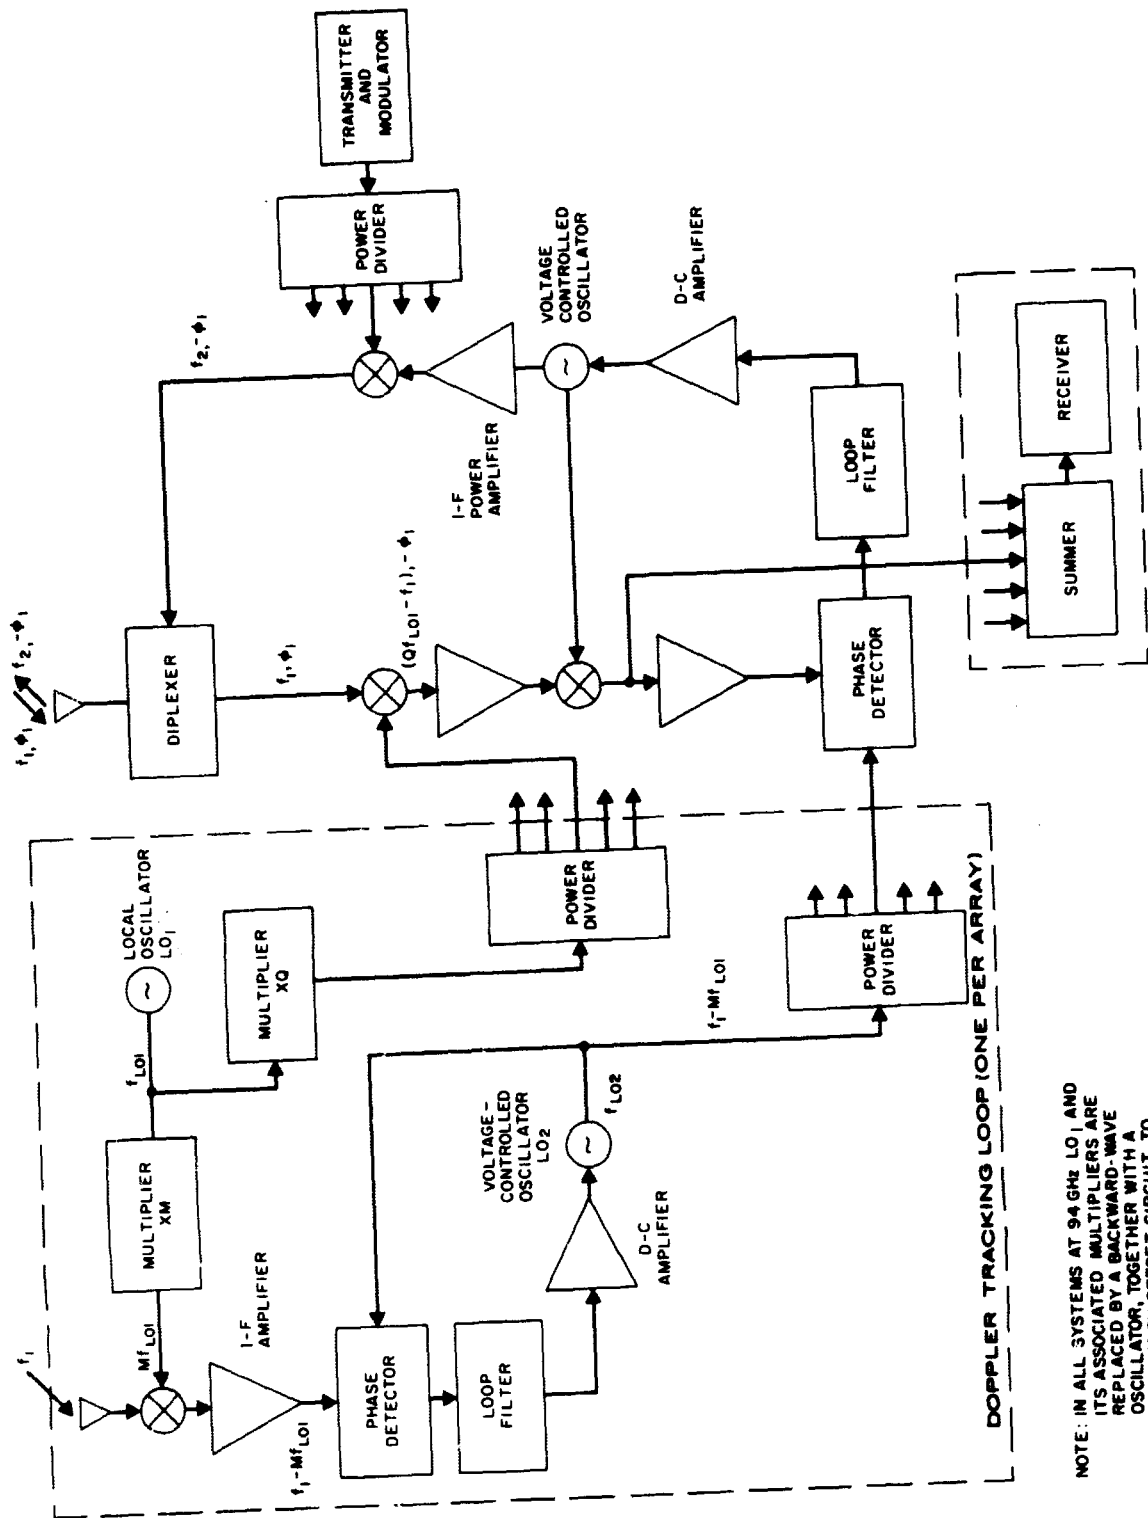 f₁, ϕ₁
f₂, -ϕ₁
DIPLEXER
f₂, -ϕ₁
f₁, ϕ₁
(Qf_LO1 - f₁), -ϕ₁
TRANSMITTER
AND
MODULATOR
POWER
DIVIDER
I-F
POWER
AMPLIFIER
VOLTAGE
CONTROLLED
OSCILLATOR
~
D-C
AMPLIFIER
LOOP
FILTER
PHASE
DETECTOR
SUMMER
RECEIVER
f₁
Mf_LO1
MULTIPLIER
XM
f_LO1
LOCAL
OSCILLATOR
LO₁
~
MULTIPLIER
XQ
POWER
DIVIDER
I-F
AMPLIFIER
f₁-Mf_LO1
PHASE
DETECTOR
LOOP
FILTER
D-C
AMPLIFIER
VOLTAGE-
CONTROLLED
OSCILLATOR
LO₂
~
f_LO2
f₁-Mf_LO1
POWER
DIVIDER
DOPPLER TRACKING LOOP (ONE PER ARRAY)
NOTE: IN ALL SYSTEMS AT 94 GHz LO₁ AND
ITS ASSOCIATED MULTIPLIERS ARE
REPLACED BY A BACKWARD-WAVE
OSCILLATOR, TOGETHER WITH A
OFFSET CIRCUIT TO